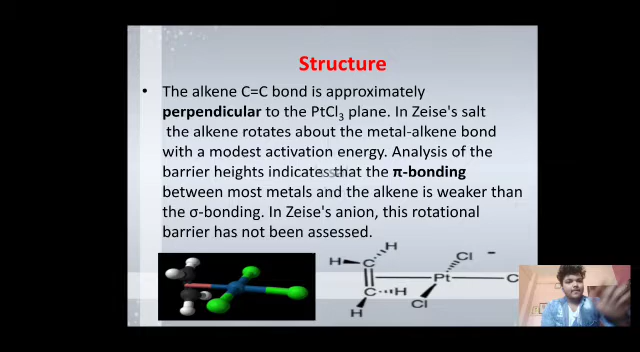 Structure
• The alkene C=C bond is approximately
perpendicular to the PtCl3 plane. In Zeise's salt
the alkene rotates about the metal-alkene bond
with a modest activation energy. Analysis of the
barrier heights indicates that the π-bonding
between most metals and the alkene is weaker than
the σ-bonding. In Zeise's anion, this rotational
barrier has not been assessed.
H
Cl -
H C
Pt C
C H
Cl
H